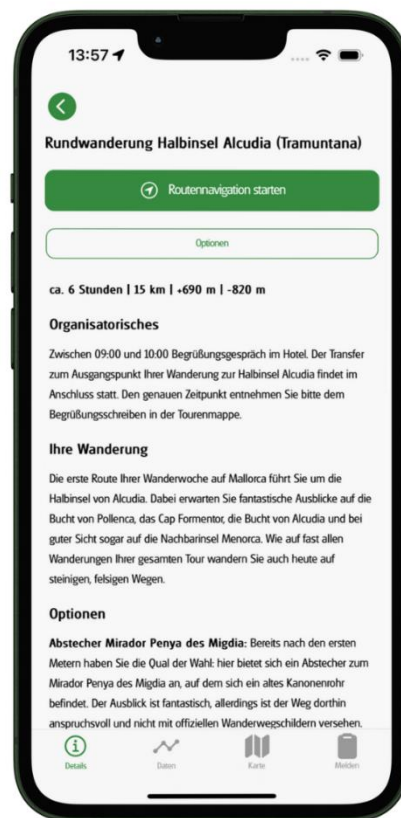 13:57
Rundwanderung Halbinsel Alcudia (Tramuntana)
Routennavigation starten
Optionen
ca. 6 Stunden | 15 km | +690 m | -820 m
Organisatorisches
Zwischen 09:00 und 10:00 Begrüßungsgespräch im Hotel. Der Transfer
zum Ausgangspunkt Ihrer Wanderung zur Halbinsel Alcudia findet im
Anschluss statt. Den genauen Zeitpunkt entnehmen Sie bitte dem
Begrüßungsschreiben in der Tourenmappe.
Ihre Wanderung
Die erste Route Ihrer Wanderwoche auf Mallorca führt Sie um die
Halbinsel von Alcudia. Dabei erwarten Sie fantastische Ausblicke auf die
Bucht von Pollenca, das Cap Formentor, die Bucht von Alcudia und bei
guter Sicht sogar auf die Nachbarinsel Menorca. Wie auf fast allen
Wanderungen Ihrer gesamten Tour wandern Sie auch heute auf
steinigen, felsigen Wegen.
Optionen
Abstecher Mirador Penya des Migdia: Bereits nach den ersten
Metern haben Sie die Qual der Wahl: hier bietet sich ein Abstecher zum
Mirador Penya des Migdia an, auf dem sich ein altes Kanonenrohr
befindet. Der Ausblick ist fantastisch, allerdings ist der Weg dorthin
anspruchsvoll und nicht mit offiziellen Wanderwegschildern versehen.
Details
Daten
Karte
Melden